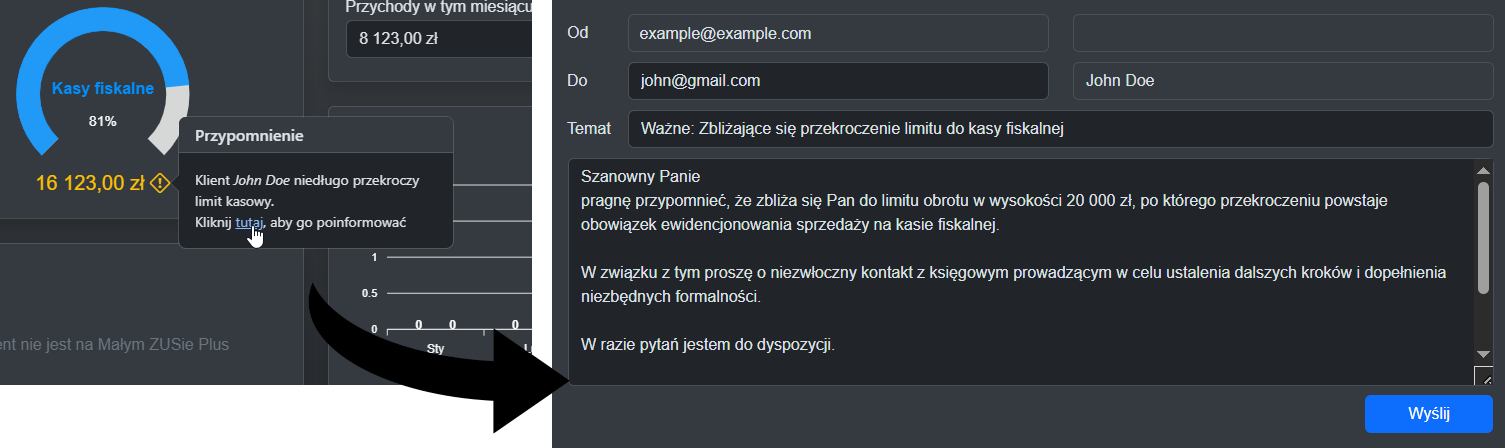 Przychody w tym miesiącu
8 123,00 zł
Kasy fiskalne
81%
16 123,00 zł
Przypomnienie
Klient John Doe niedługo przekroczy
limit kasowy.
Kliknij tutaj, aby go poinformować
1
0.5
0
0 0 0
Sty
ent nie jest na Małym ZUSie Plus
Od
example@example.com
Do
john@gmail.com
John Doe
Temat
Ważne: Zbliżające się przekroczenie limitu do kasy fiskalnej
Szanowny Panie
pragnę przypomnieć, że zbliża się Pan do limitu obrotu w wysokości 20 000 zł, po którego przekroczeniu powstaje
obowiązek ewidencjonowania sprzedaży na kasie fiskalnej.
W związku z tym proszę o niezwłoczny kontakt z księgowym prowadzącym w celu ustalenia dalszych kroków i dopełnienia
niezbędnych formalności.
W razie pytań jestem do dyspozycji.
Wyślij